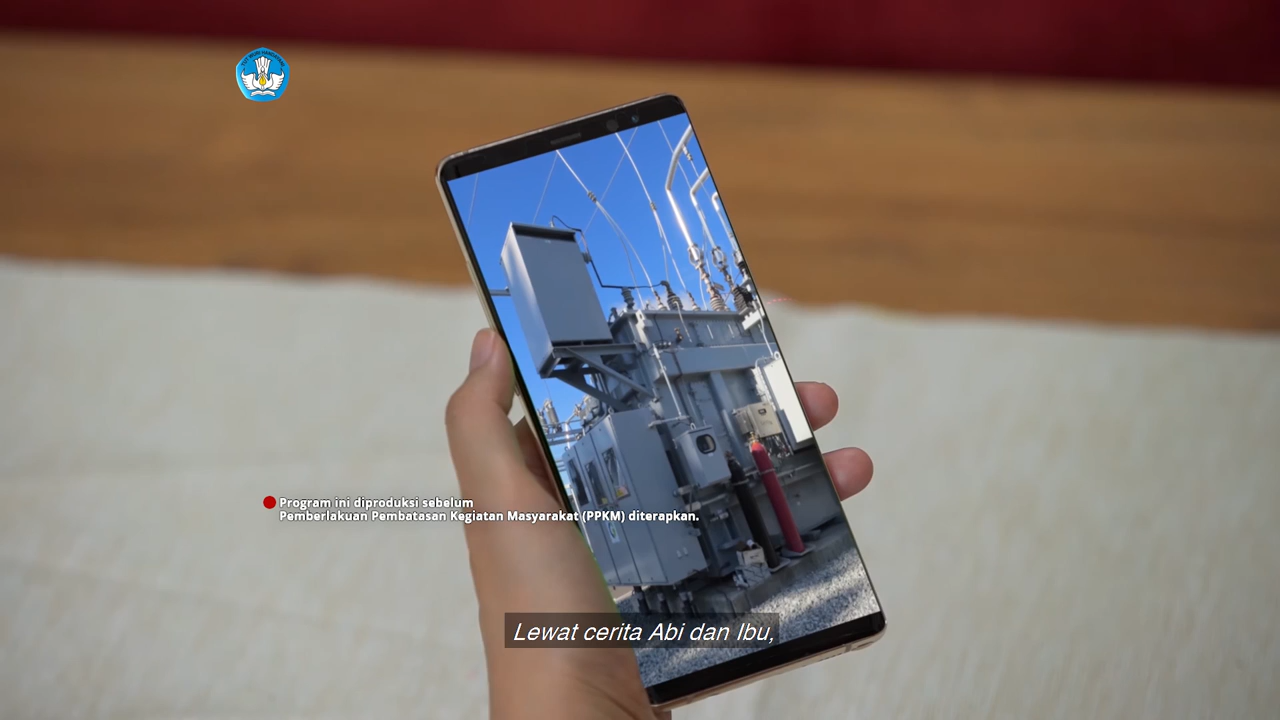 Program ini diproduksi sebelum
Pemberlakuan Pembatasan Kegiatan Masyarakat (PPKM) diterapkan.
Lewat cerita Abi dan Ibu,